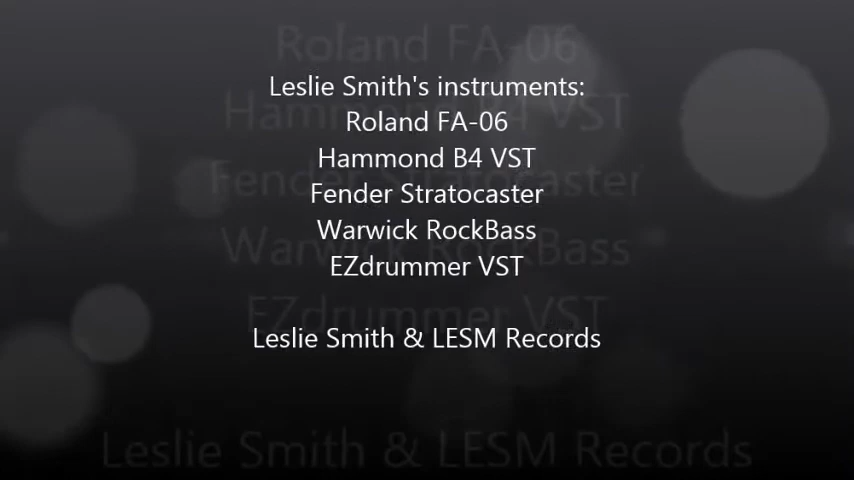 Leslie Smith's instruments:
Roland FA-06
Hammond B4 VST
Fender Stratocaster
Warwick RockBass
EZdrummer VST
Leslie Smith & LESM Records